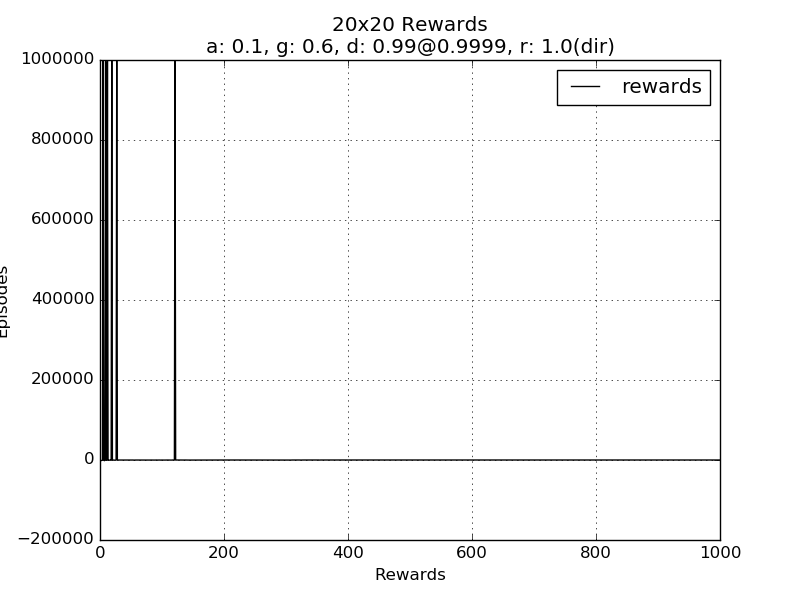 20x20 Rewards
a: 0.1, g: 0.6, d: 0.99@0.9999, r: 1.0(dir)
rewards
1000000
800000
600000
400000
200000
0
−200000
Episodes
0 200 400 600 800 1000
Rewards